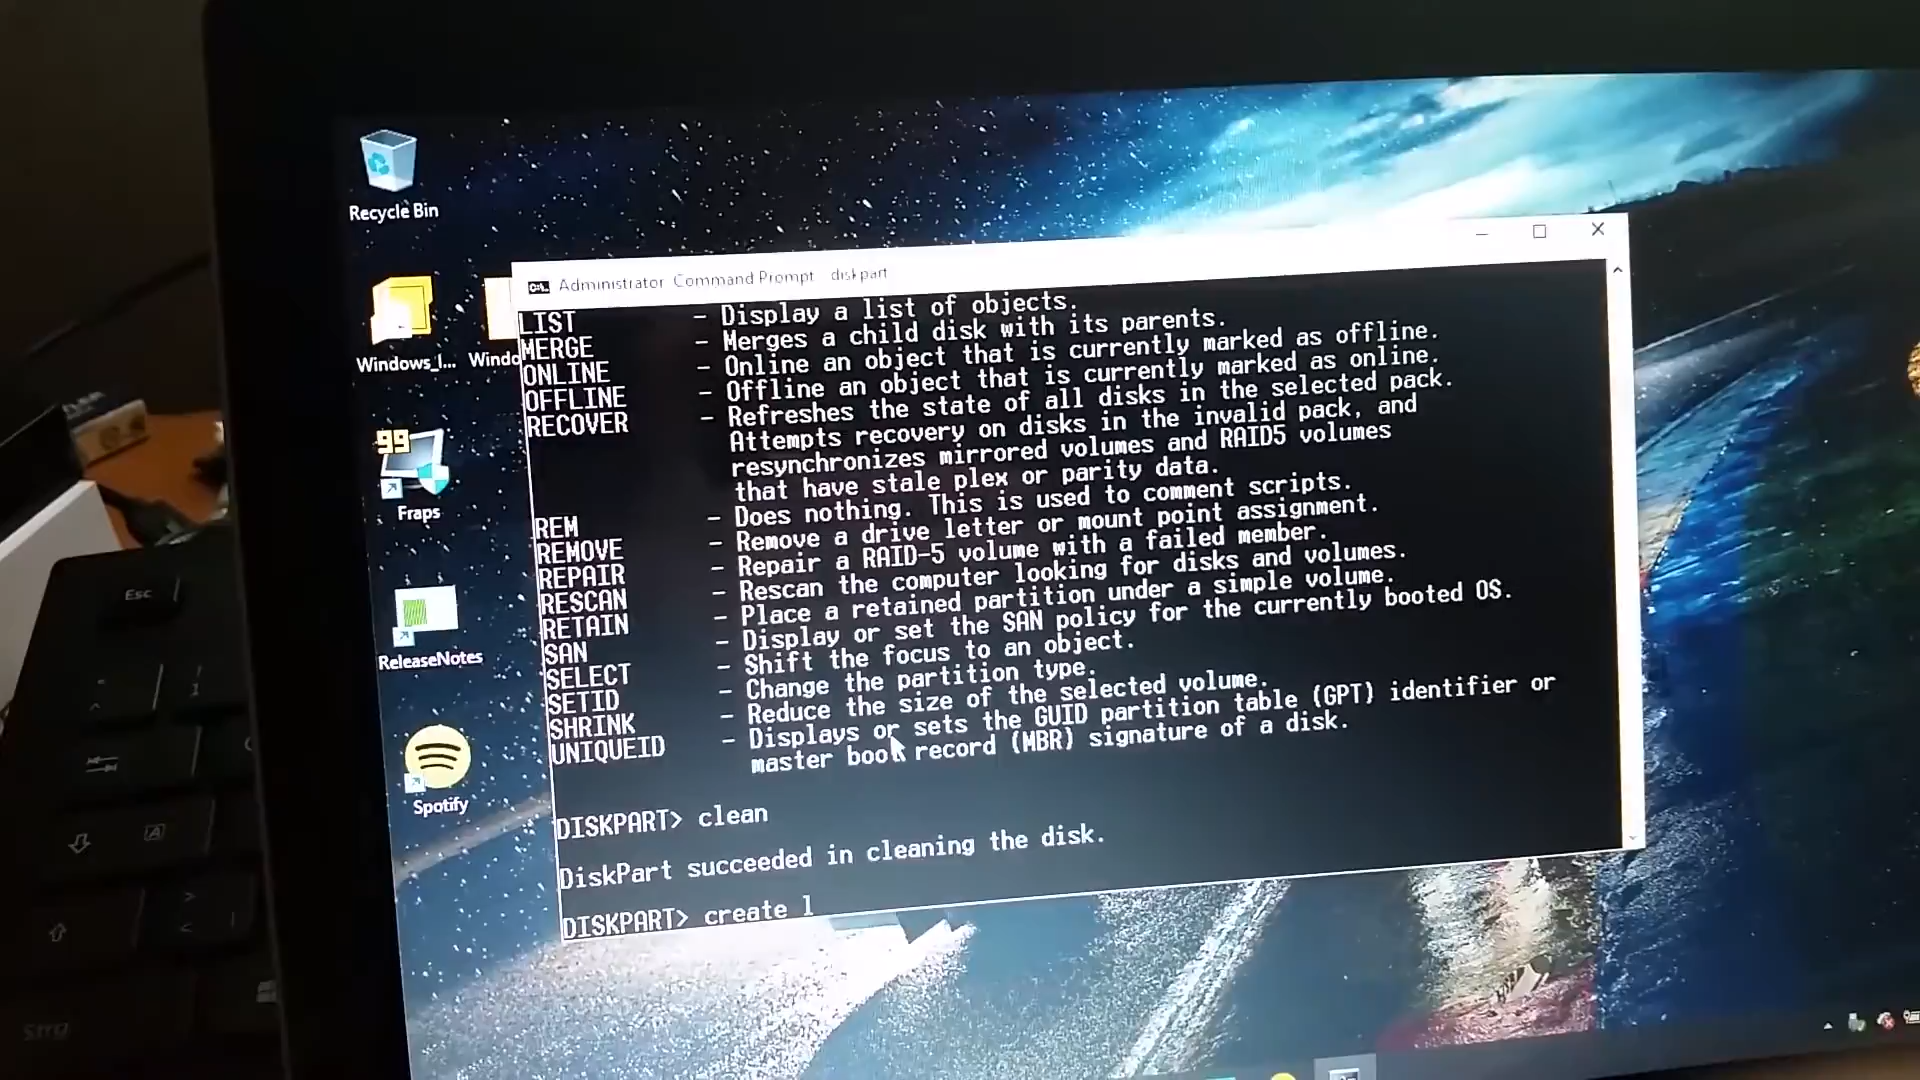 Recycle Bin
Windows_I...
Windo
99
Fraps
ReleaseNotes
Spotify
Administrator Command Prompt diskpart
LIST - Display a list of objects.
MERGE - Merges a child disk with its parents.
ONLINE - Online an object that is currently marked as offline.
OFFLINE - Offline an object that is currently marked as online.
RECOVER - Refreshes the state of all disks in the selected pack.
Attempts recovery on disks in the invalid pack, and
resynchronizes mirrored volumes and RAID5 volumes
that have stale plex or parity data.
REM - Does nothing. This is used to comment scripts.
REMOVE - Remove a drive letter or mount point assignment.
REPAIR - Repair a RAID-5 volume with a failed member.
RESCAN - Rescan the computer looking for disks and volumes.
RETAIN - Place a retained partition under a simple volume.
SAN - Display or set the SAN policy for the currently booted OS.
SELECT - Shift the focus to an object.
SETID - Change the partition type.
SHRINK - Reduce the size of the selected volume.
UNIQUEID - Displays or sets the GUID partition table (GPT) identifier or
master boot record (MBR) signature of a disk.
DISKPART> clean
DiskPart succeeded in cleaning the disk.
DISKPART> create l
Esc
1
A
>
<
Strg